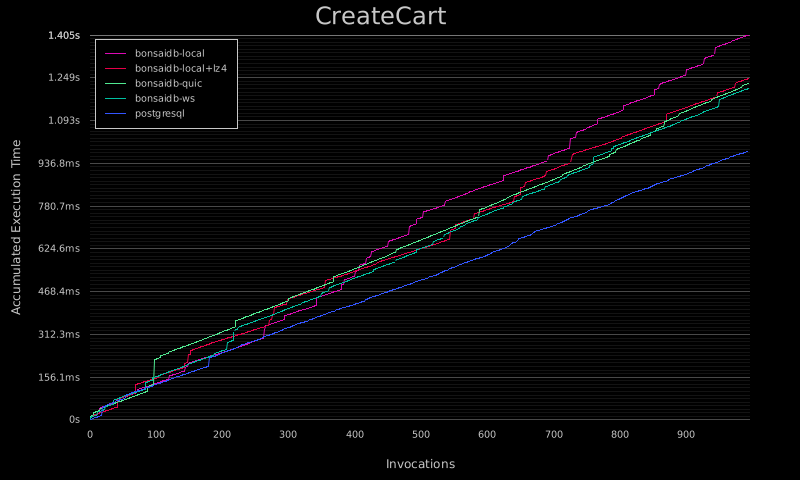 CreateCart
1.405s
1.249s
1.093s
936.8ms
780.7ms
624.6ms
468.4ms
312.3ms
156.1ms
0s
Accumulated Execution Time
bonsaidb-local
bonsaidb-local+lz4
bonsaidb-quic
bonsaidb-ws
postgresql
0 100 200 300 400 500 600 700 800 900
Invocations